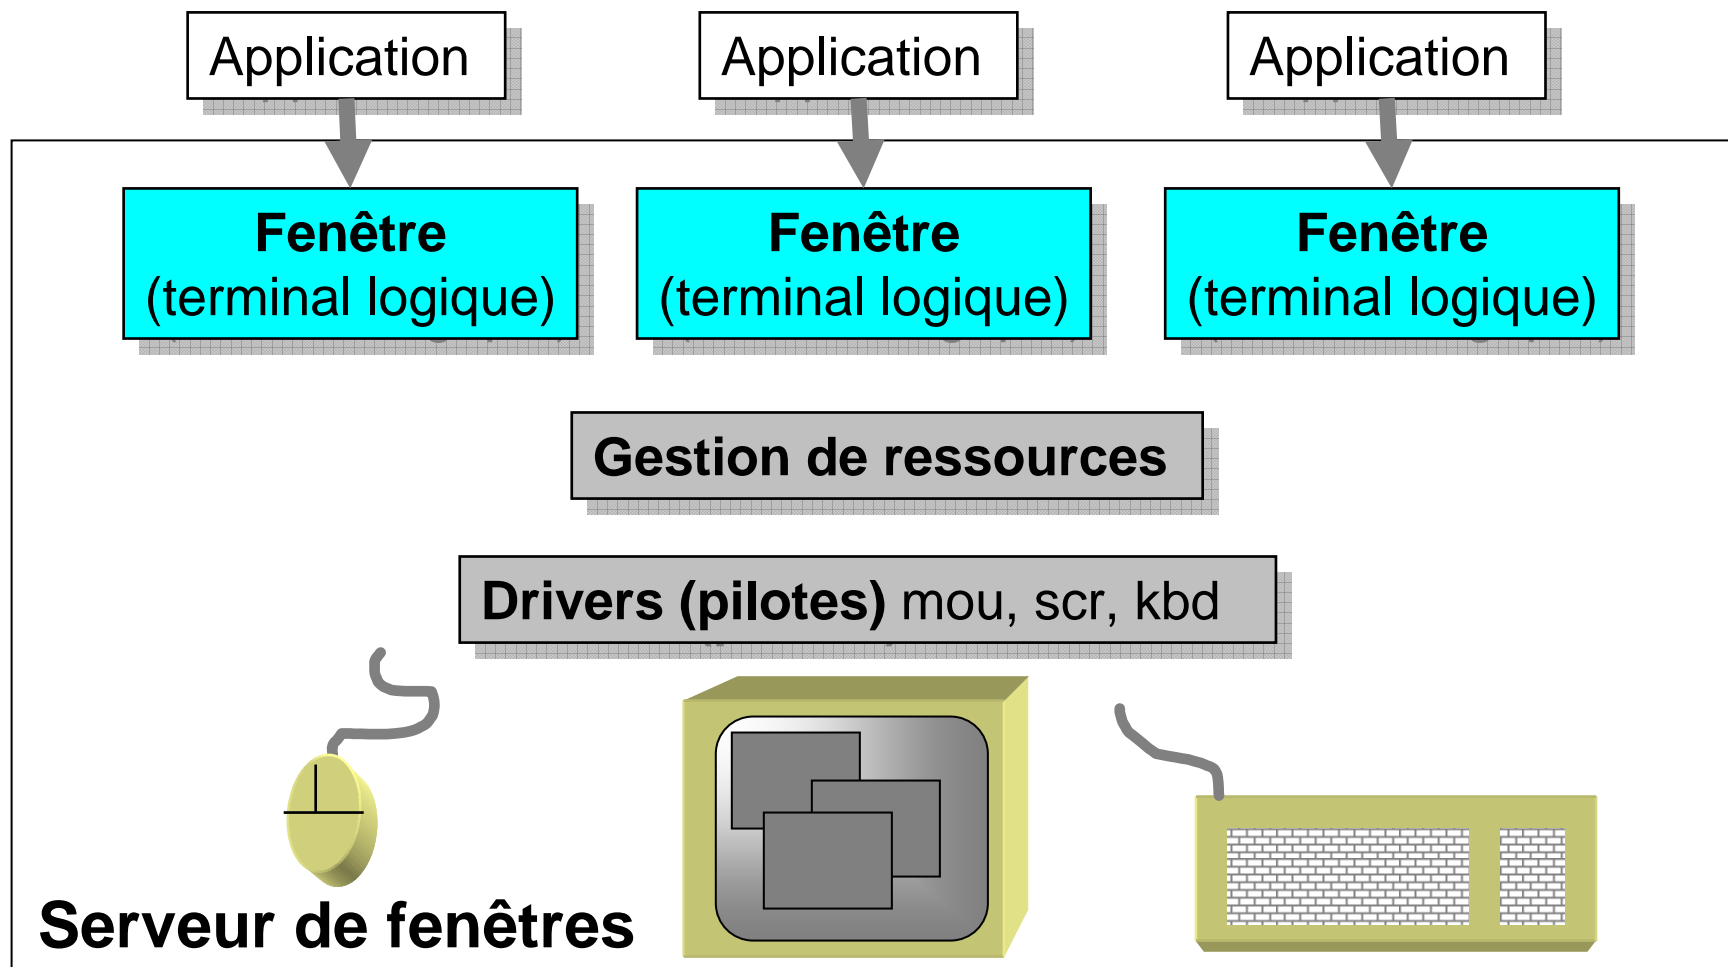 Application
Application
Application
Fenêtre
(terminal logique)
Fenêtre
(terminal logique)
Fenêtre
(terminal logique)
Gestion de ressources
Drivers (pilotes) mou, scr, kbd
Serveur de fenêtres